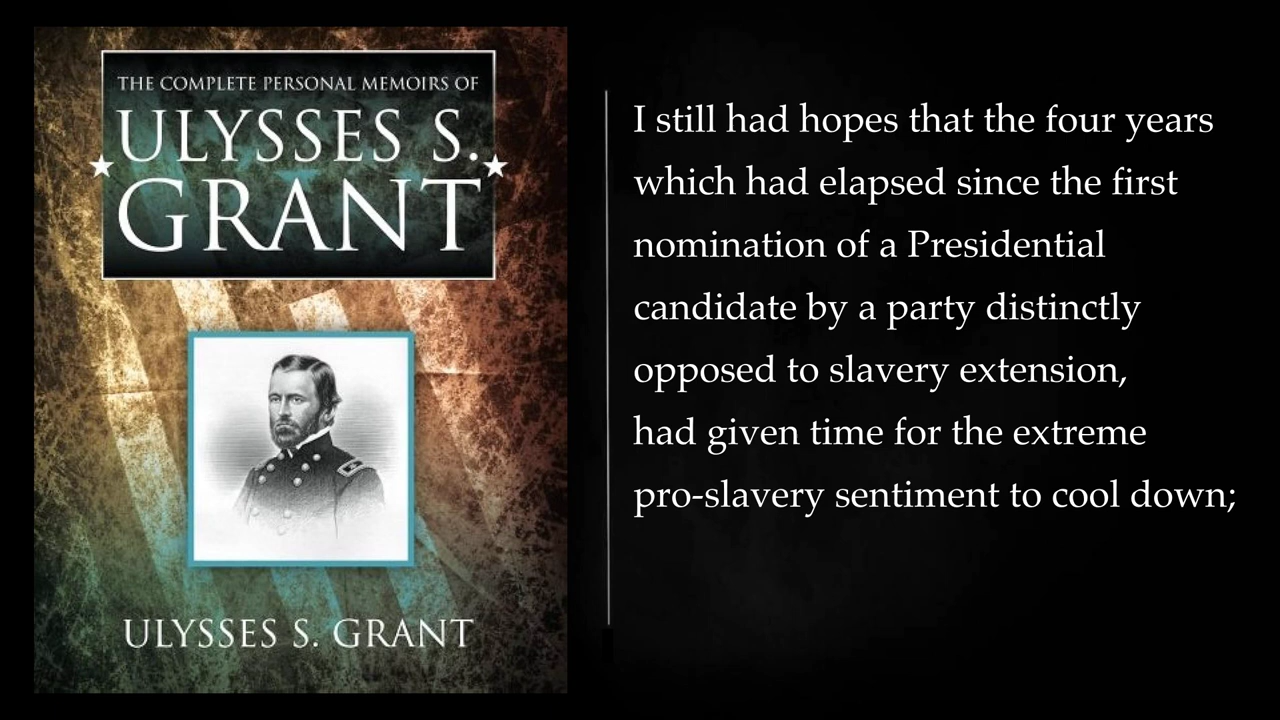 THE COMPLETE PERSONAL MEMOIRS OF
ULYSSES S.
GRANT
ULYSSES S. GRANT
I still had hopes that the four years
which had elapsed since the first
nomination of a Presidential
candidate by a party distinctly
opposed to slavery extension,
had given time for the extreme
pro-slavery sentiment to cool down;